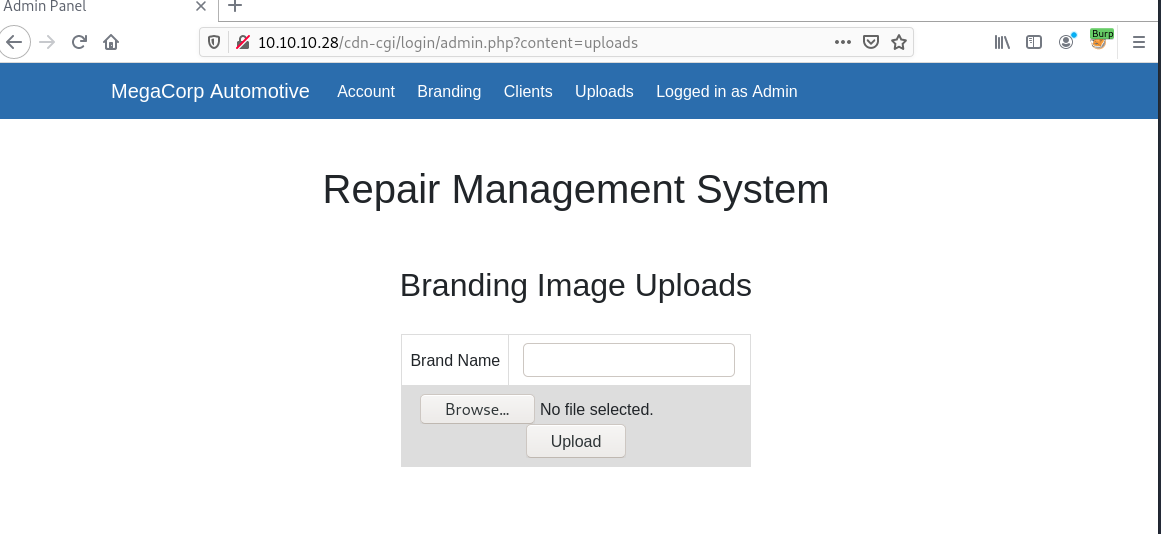 Admin Panel
10.10.10.28/cdn-cgi/login/admin.php?content=uploads
Burp
MegaCorp Automotive Account Branding Clients Uploads Logged in as Admin
Repair Management System
Branding Image Uploads
Brand Name
Browse... No file selected.
Upload